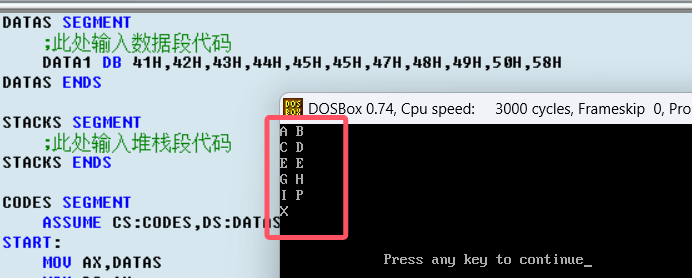 DATAS SEGMENT
;此处输入数据段代码
DATA1 DB 41H,42H,43H,44H,45H,45H,47H,48H,49H,50H,58H
DATAS ENDS
STACKS SEGMENT
;此处输入堆栈段代码
STACKS ENDS
CODES SEGMENT
ASSUME CS:CODES,DS:DATAS
START:
MOV AX,DATAS
DOS BOX
DOSBox 0.74, Cpu speed: 3000 cycles, Frameskip 0, Pro
A B
C D
E E
G H
I P
X
Press any key to continue_